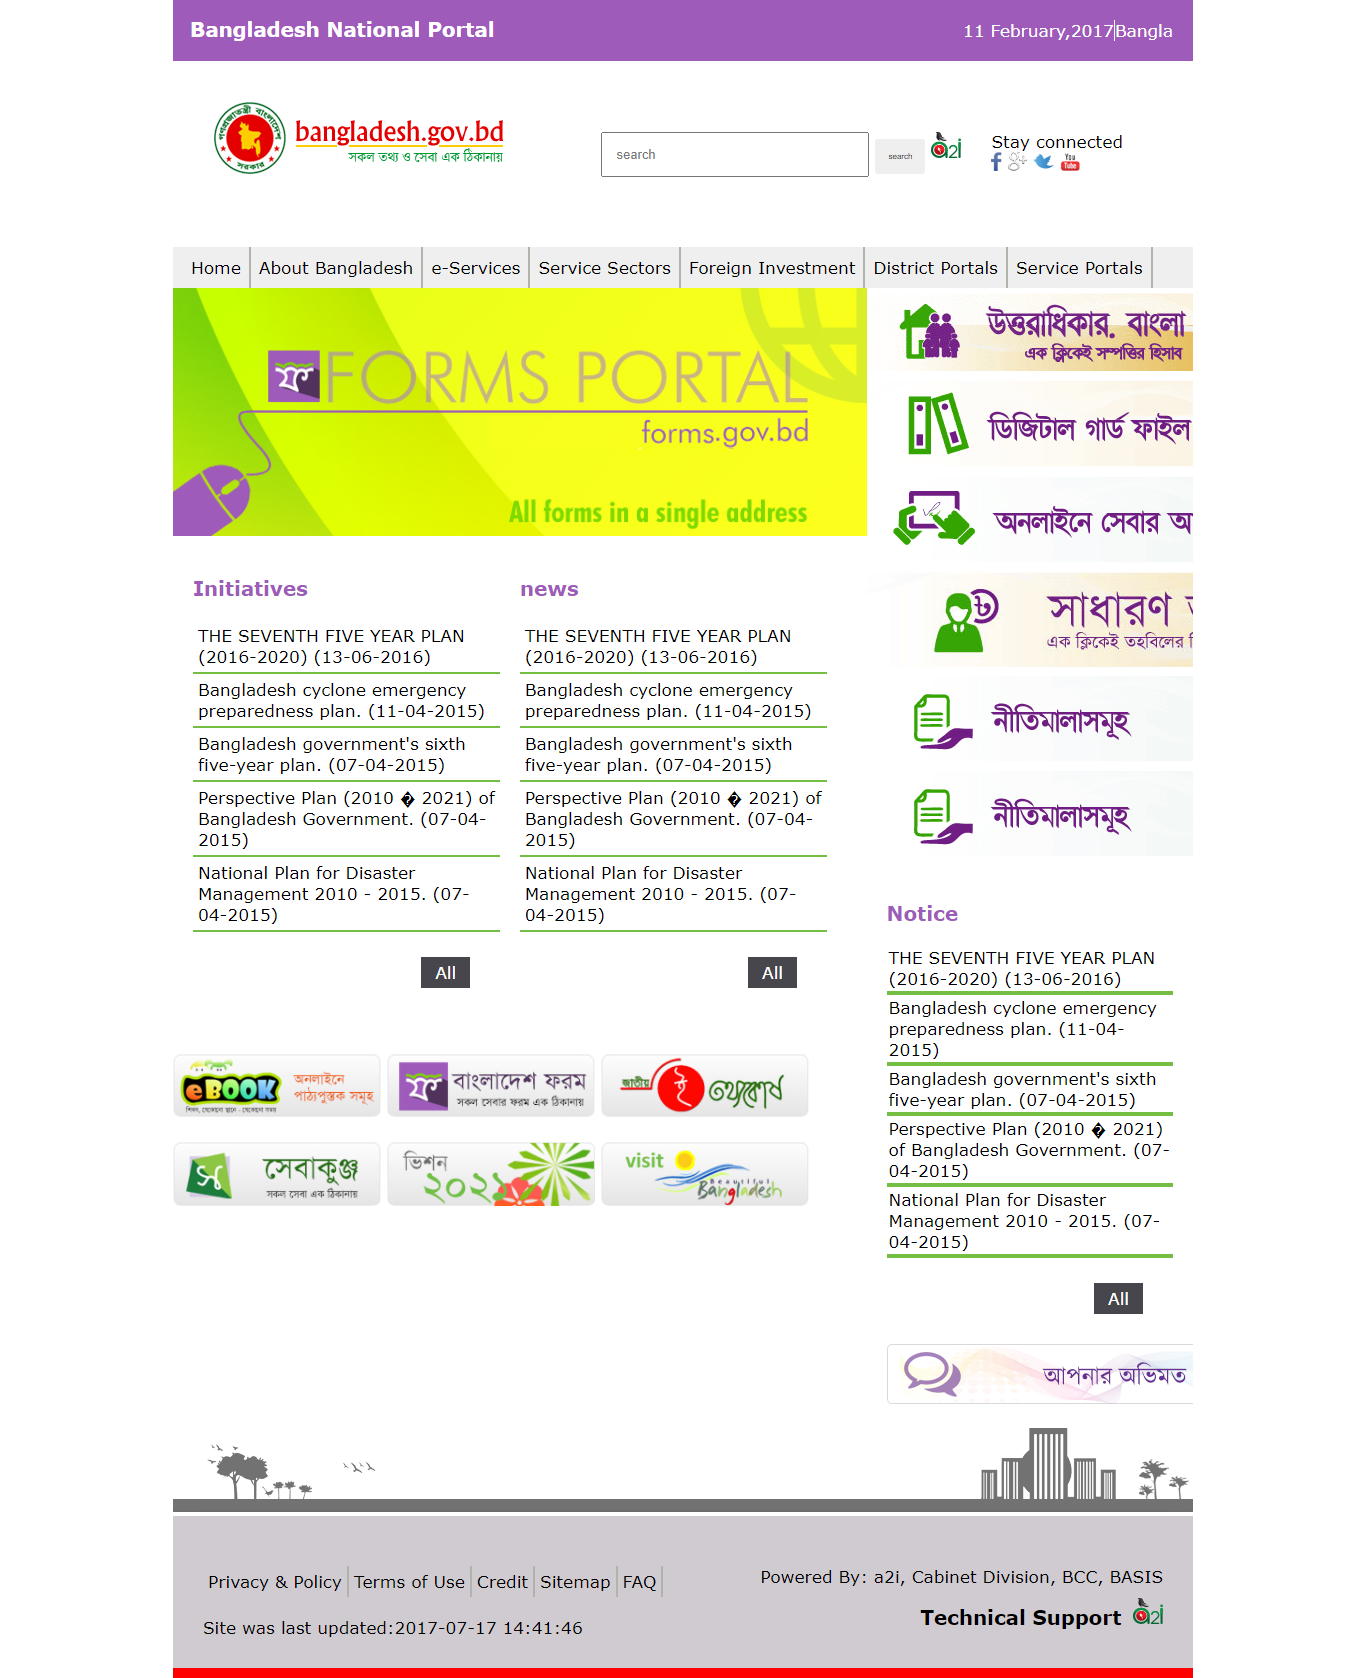 Bangladesh National Portal
11 February,2017|Bangla
bangladesh.gov.bd
সকল তথ্য ও সেবা এক ঠিকানায়
গণপ্রজাতন্ত্রী বাংলাদেশ
সরকার
search
search
a2i
Stay connected
You
Tube
Home
About Bangladesh
e-Services
Service Sectors
Foreign Investment
District Portals
Service Portals
ফ FORMS PORTAL
forms.gov.bd
All forms in a single address
উত্তরাধিকার. বাংলা
এক ক্লিকেই সম্পত্তির হিসাব
ডিজিটাল গার্ড ফাইল
অনলাইনে সেবার
সাধারণ
এক ক্লিকেই তহবিলের
নীতিমালাসমূহ
নীতিমালাসমূহ
Initiatives
THE SEVENTH FIVE YEAR PLAN
(2016-2020) (13-06-2016)
Bangladesh cyclone emergency
preparedness plan. (11-04-2015)
Bangladesh government's sixth
five-year plan. (07-04-2015)
Perspective Plan (2010 � 2021) of
Bangladesh Government. (07-04-
2015)
National Plan for Disaster
Management 2010 - 2015. (07-
04-2015)
All
news
THE SEVENTH FIVE YEAR PLAN
(2016-2020) (13-06-2016)
Bangladesh cyclone emergency
preparedness plan. (11-04-2015)
Bangladesh government's sixth
five-year plan. (07-04-2015)
Perspective Plan (2010 � 2021) of
Bangladesh Government. (07-04-
2015)
National Plan for Disaster
Management 2010 - 2015. (07-
04-2015)
All
Notice
THE SEVENTH FIVE YEAR PLAN
(2016-2020) (13-06-2016)
Bangladesh cyclone emergency
preparedness plan. (11-04-
2015)
Bangladesh government's sixth
five-year plan. (07-04-2015)
Perspective Plan (2010 � 2021)
of Bangladesh Government. (07-
04-2015)
National Plan for Disaster
Management 2010 - 2015. (07-
04-2015)
All
eBOOK
অনলাইনে
পাঠ্যপুস্তক সমূহ
ফ বাংলাদেশ ফরম
সকল সেবার ফরম এক ঠিকানায়
জাতীয় ই তথ্যকোষ
স সেবাকুঞ্জ
সকল সেবা এক ঠিকানায়
ভিশন
২০২১
visit
Beautiful
Bangladesh
আপনার অভিমত
Privacy & Policy
Terms of Use
Credit
Sitemap
FAQ
Powered By: a2i, Cabinet Division, BCC, BASIS
Site was last updated:2017-07-17 14:41:46
Technical Support a2i